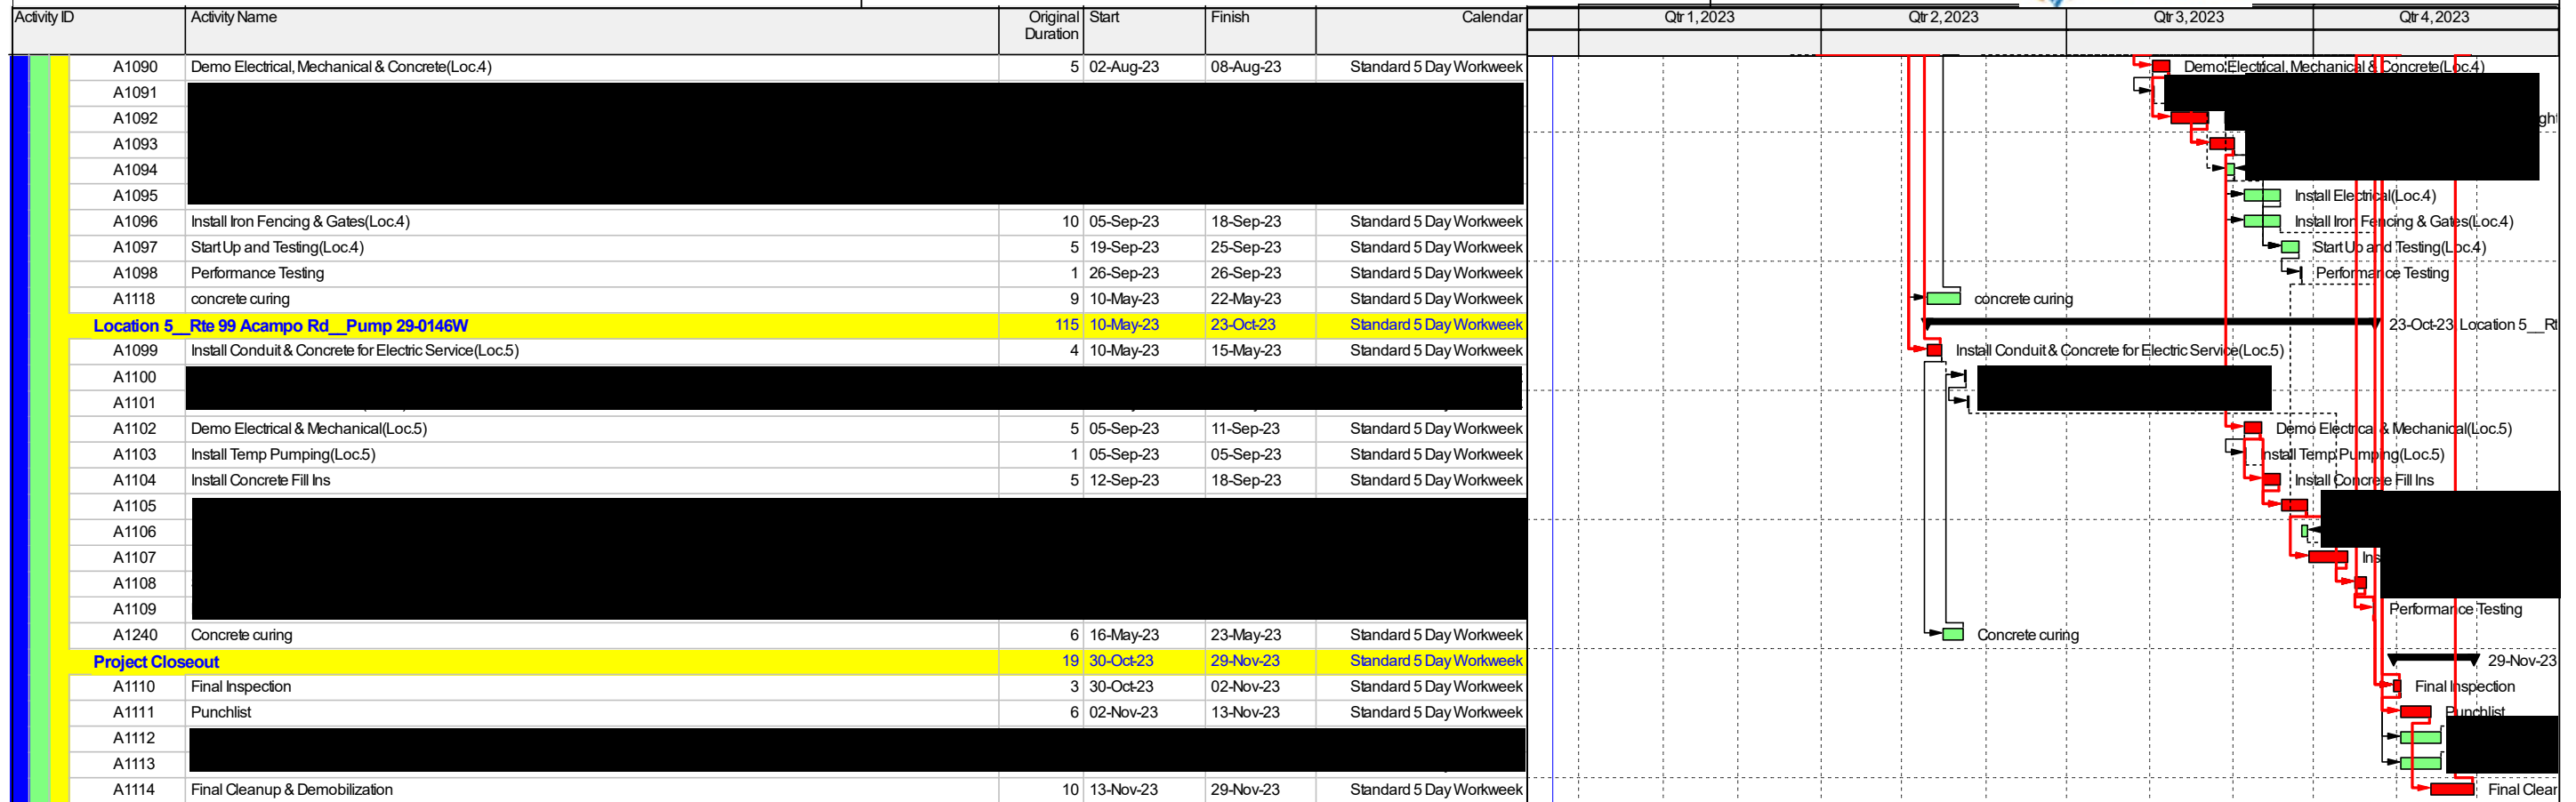 Activity ID Activity Name Original Duration Start Finish Calendar Qtr 1, 2023 Qtr 2, 2023 Qtr 3, 2023 Qtr 4, 2023
A1090 Demo Electrical, Mechanical & Concrete(Loc.4) 5 02-Aug-23 08-Aug-23 Standard 5 Day Workweek Demo Electrical, Mechanical & Concrete(Loc.4)
A1091
A1092
A1093
A1094
A1095 Install Electrical(Loc.4)
A1096 Install Iron Fencing & Gates(Loc.4) 10 05-Sep-23 18-Sep-23 Standard 5 Day Workweek Install Iron Fencing & Gates(Loc.4)
A1097 Start Up and Testing(Loc.4) 5 19-Sep-23 25-Sep-23 Standard 5 Day Workweek Start Up and Testing(Loc.4)
A1098 Performance Testing 1 26-Sep-23 26-Sep-23 Standard 5 Day Workweek Performance Testing
A1118 concrete curing 9 10-May-23 22-May-23 Standard 5 Day Workweek concrete curing
Location 5__Rte 99 Acampo Rd__Pump 29-0146W 115 10-May-23 23-Oct-23 Standard 5 Day Workweek 23-Oct-23, Location 5__Rt
A1099 Install Conduit & Concrete for Electric Service(Loc.5) 4 10-May-23 15-May-23 Standard 5 Day Workweek Install Conduit & Concrete for Electric Service(Loc.5)
A1100
A1101
A1102 Demo Electrical & Mechanical(Loc.5) 5 05-Sep-23 11-Sep-23 Standard 5 Day Workweek Demo Electrical & Mechanical(Loc.5)
A1103 Install Temp Pumping(Loc.5) 1 05-Sep-23 05-Sep-23 Standard 5 Day Workweek Install Temp Pumping(Loc.5)
A1104 Install Concrete Fill Ins 5 12-Sep-23 18-Sep-23 Standard 5 Day Workweek Install Concrete Fill Ins
A1105
A1106
A1107 Ins
A1108
A1109 Performance Testing
A1240 Concrete curing 6 16-May-23 23-May-23 Standard 5 Day Workweek Concrete curing
Project Closeout 19 30-Oct-23 29-Nov-23 Standard 5 Day Workweek 29-Nov-23
A1110 Final Inspection 3 30-Oct-23 02-Nov-23 Standard 5 Day Workweek Final Inspection
A1111 Punchlist 6 02-Nov-23 13-Nov-23 Standard 5 Day Workweek Punchlist
A1112
A1113
A1114 Final Cleanup & Demobilization 10 13-Nov-23 29-Nov-23 Standard 5 Day Workweek Final Clear